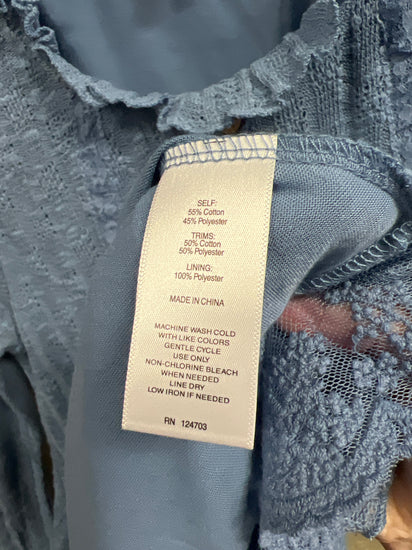 SELF:
55% Cotton
45% Polyester
TRIMS:
50% Cotton
50% Polyester
LINING:
100% Polyester
MADE IN CHINA
MACHINE WASH COLD
WITH LIKE COLORS
GENTLE CYCLE
USE ONLY
NON-CHLORINE BLEACH
WHEN NEEDED
LINE DRY
LOW IRON IF NEEDED
RN 124703